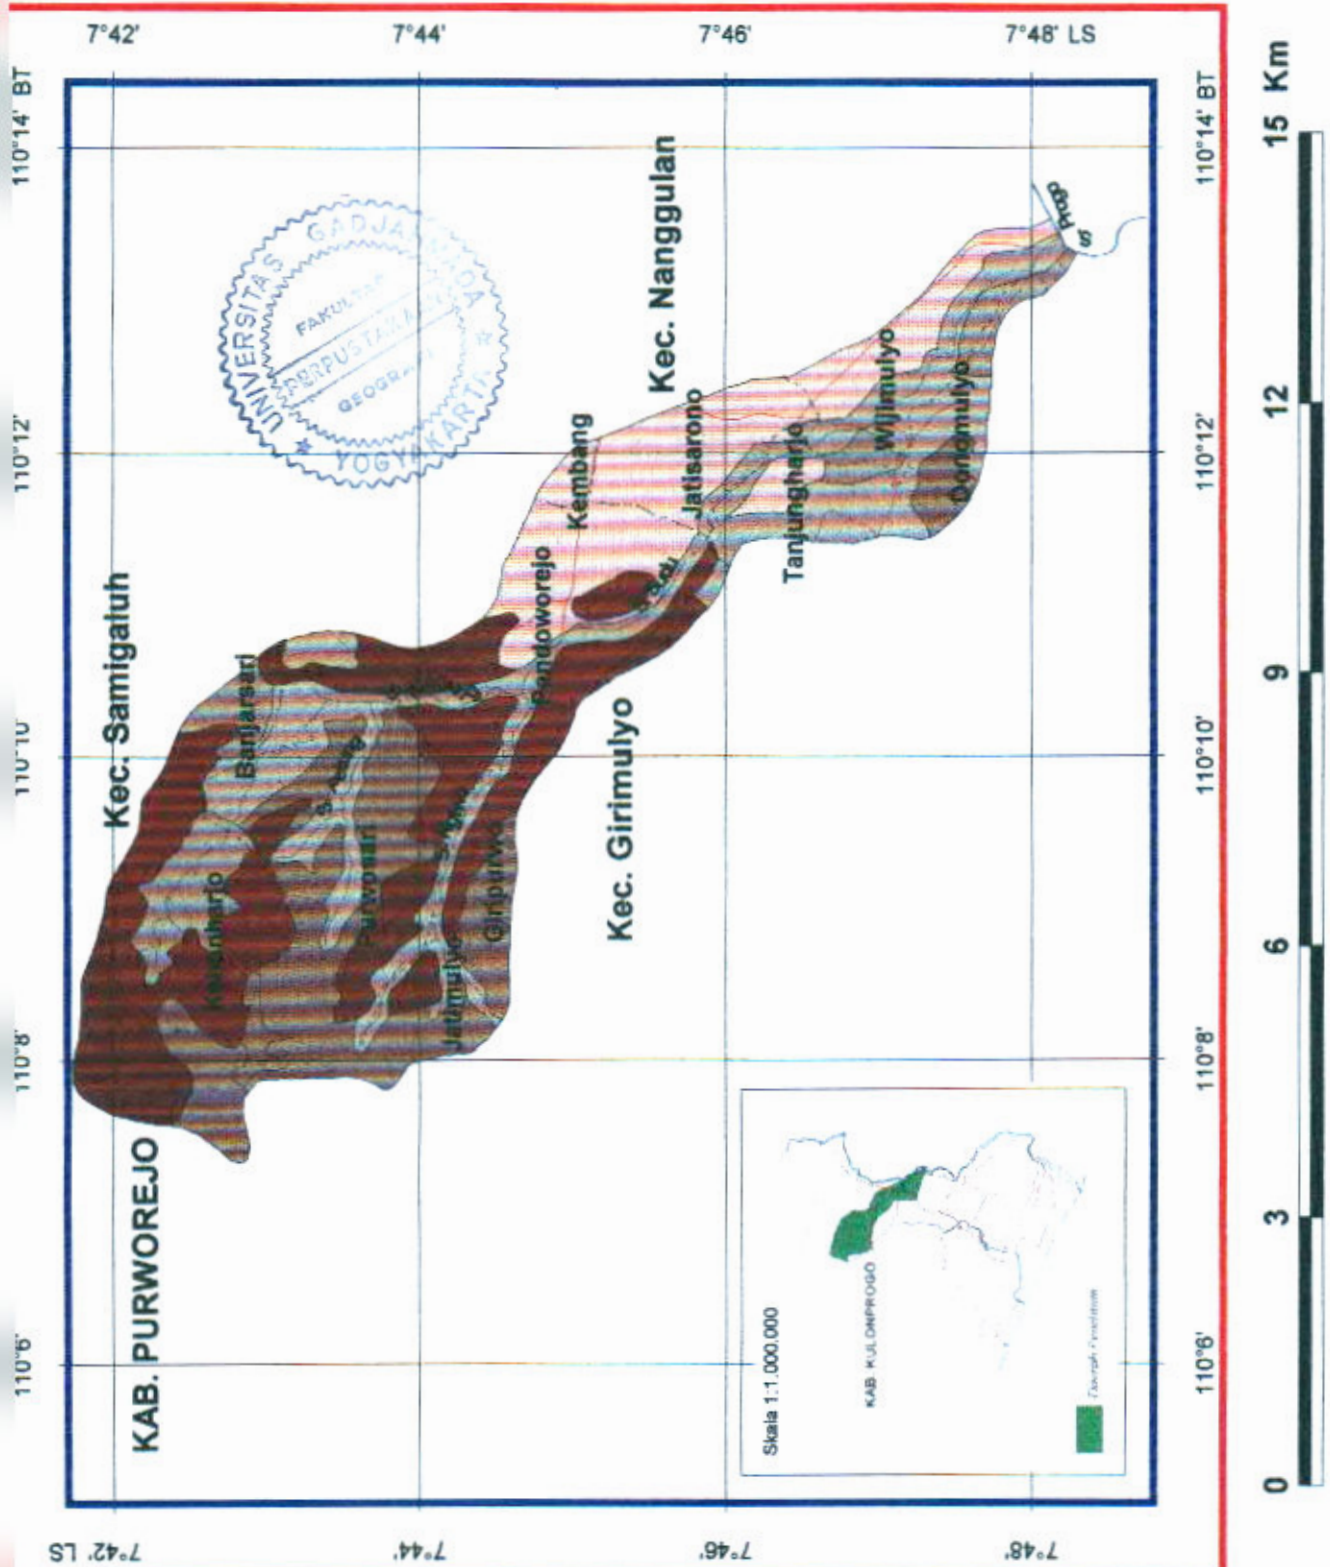 7°42'
7°44'
7°46'
7°48' LS
110°14' BT
110°12'
110°10'
110°8'
110°6'
KAB. PURWOREJO
Kec. Samigaluh
Kec. Nanggulan
Kec. Girimulyo
UNIVERSITAS GADJAH MADA
FAKULTAS
PERPUSTAKAAN
GEOGRAFI
YOGYAKARTA
Banjarsari
Kebonharjo
Purwoharjo
Jatimulyo
Giripurwo
Pendoworejo
Kembang
Jatisarono
Tanjungharjo
Wijimulyo
Donomulyo
S. Progo
110°14' BT
110°12'
110°10'
110°8'
110°6'
7°42' LS
7°44'
7°46'
7°48'
Skala 1:1.000.000
KAB. KULONPROGO
Daerah Penelitian
0 3 6 9 12 15 Km